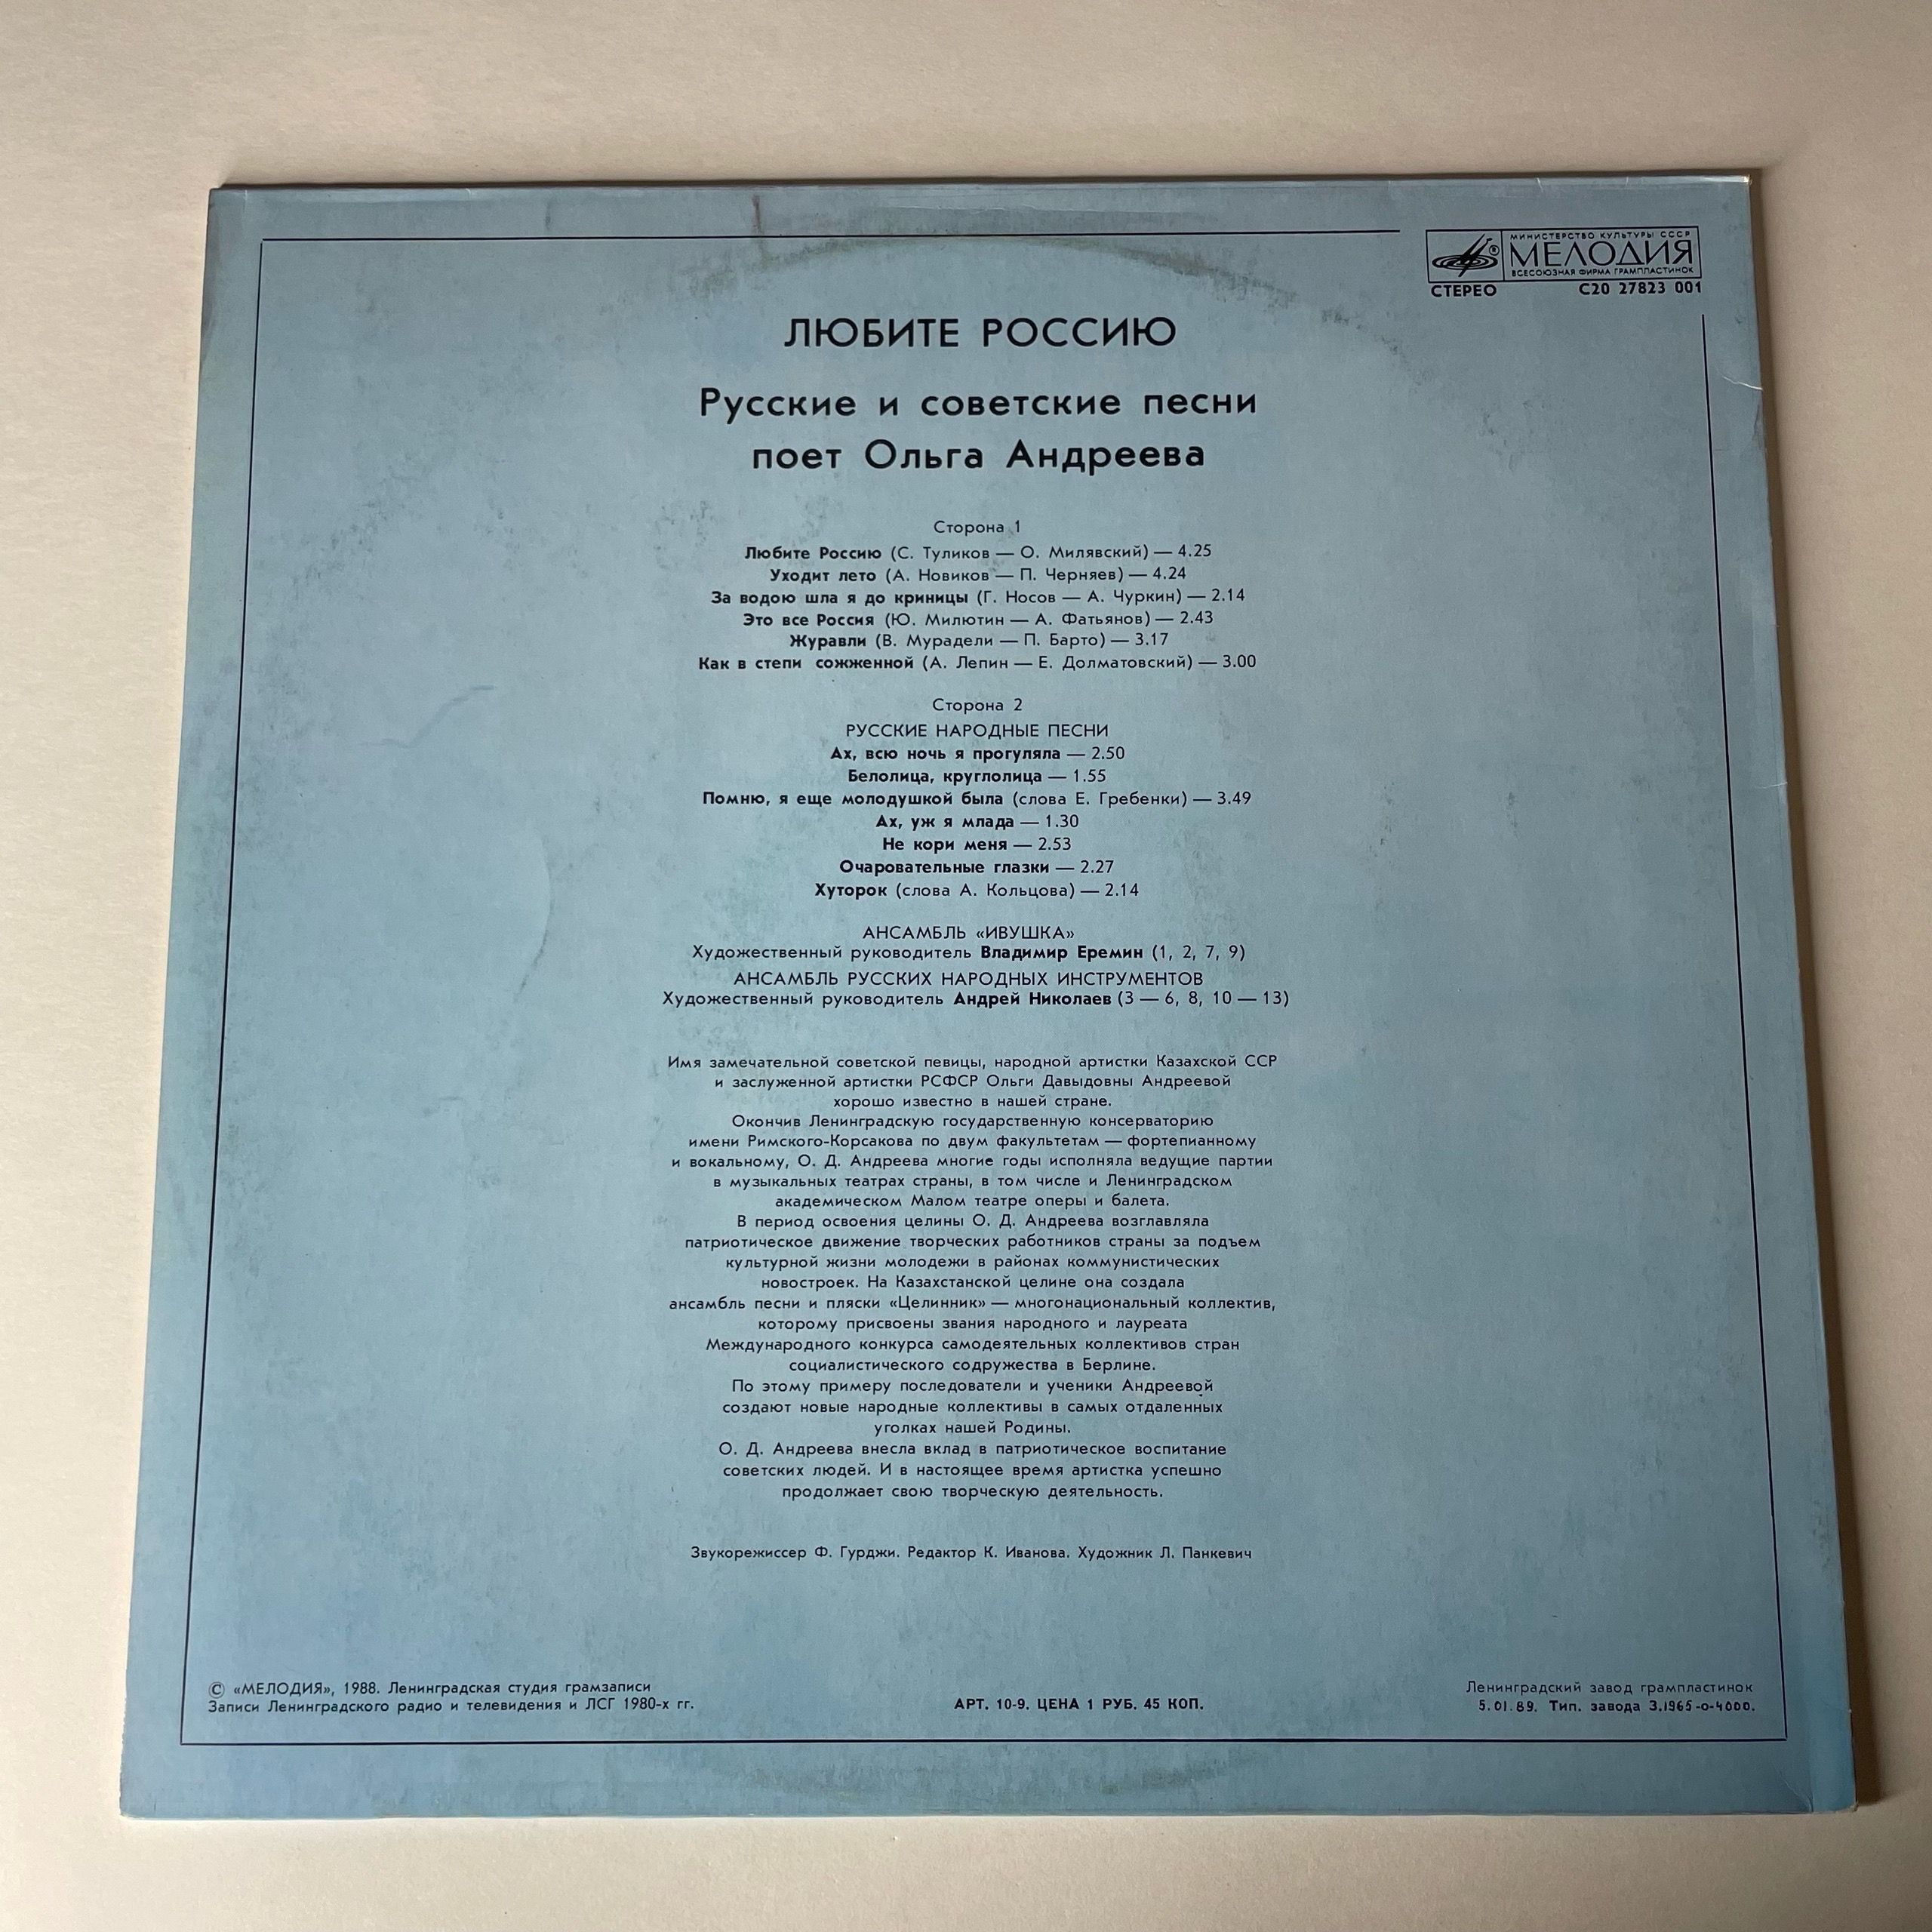 МИНИСТЕРСТВО КУЛЬТУРЫ СССР
МЕЛОДИЯ
ВСЕСОЮЗНАЯ ФИРМА ГРАМПЛАСТИНОК
СТЕРЕО С20 27823 001
ЛЮБИТЕ РОССИЮ
Русские и советские песни
поет Ольга Андреева
Сторона 1
Любите Россию (С. Туликов — О. Милявский) — 4.25
Уходит лето (А. Новиков — П. Черняев) — 4.24
За водою шла я до криницы (Г. Носов — А. Чуркин) — 2.14
Это все Россия (Ю. Милютин — А. Фатьянов) — 2.43
Журавли (В. Мурадели — П. Барто) — 3.17
Как в степи сожженной (А. Лепин — Е. Долматовский) — 3.00
Сторона 2
РУССКИЕ НАРОДНЫЕ ПЕСНИ
Ах, всю ночь я прогуляла — 2.50
Белолица, круглолица — 1.55
Помню, я еще молодушкой была (слова Е. Гребенки) — 3.49
Ах, уж я млада — 1.30
Не кори меня — 2.53
Очаровательные глазки — 2.27
Хуторок (слова А. Кольцова) — 2.14
АНСАМБЛЬ «ИВУШКА»
Художественный руководитель Владимир Еремин (1, 2, 7, 9)
АНСАМБЛЬ РУССКИХ НАРОДНЫХ ИНСТРУМЕНТОВ
Художественный руководитель Андрей Николаев (3 — 6, 8, 10 — 13)
Имя замечательной советской певицы, народной артистки Казахской ССР
и заслуженной артистки РСФСР Ольги Давыдовны Андреевой
хорошо известно в нашей стране.
Окончив Ленинградскую государственную консерваторию
имени Римского-Корсакова по двум факультетам — фортепианному
и вокальному, О. Д. Андреева многие годы исполняла ведущие партии
в музыкальных театрах страны, в том числе и Ленинградском
академическом Малом театре оперы и балета.
В период освоения целины О. Д. Андреева возглавляла
патриотическое движение творческих работников страны за подъем
культурной жизни молодежи в районах коммунистических
новостроек. На Казахстанской целине она создала
ансамбль песни и пляски «Целинник» — многонациональный коллектив,
которому присвоены звания народного и лауреата
Международного конкурса самодеятельных коллективов стран
социалистического содружества в Берлине.
По этому примеру последователи и ученики Андреевой
создают новые народные коллективы в самых отдаленных
уголках нашей Родины.
О. Д. Андреева внесла вклад в патриотическое воспитание
советских людей. И в настоящее время артистка успешно
продолжает свою творческую деятельность.
Звукорежиссер Ф. Гурджи. Редактор К. Иванова. Художник Л. Панкевич
© «МЕЛОДИЯ», 1988. Ленинградская студия грамзаписи
Записи Ленинградского радио и телевидения и ЛСГ 1980-х гг.
АРТ. 10-9. ЦЕНА 1 РУБ. 45 КОП.
Ленинградский завод грампластинок
5.01.89. Тип. завода З.1965-0-4000.